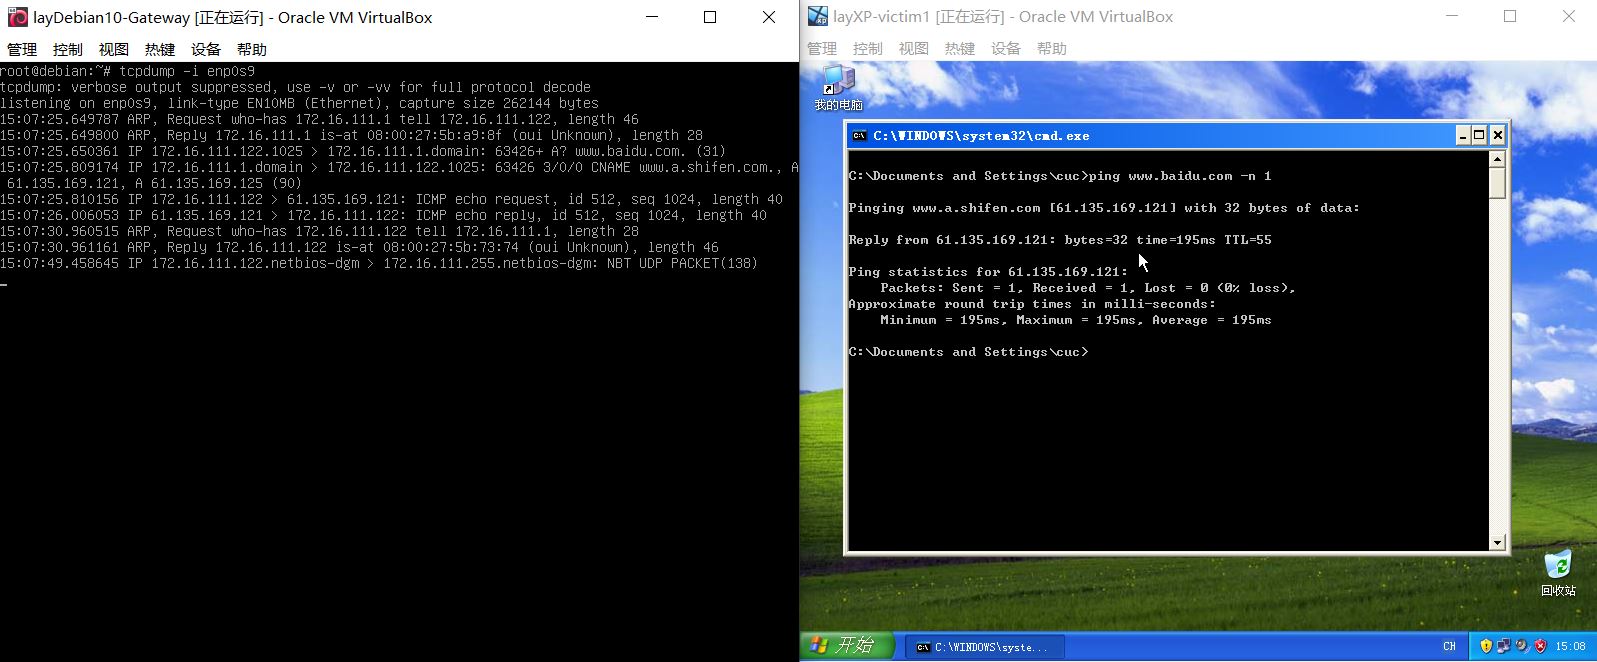 layDebian10-Gateway [正在运行] - Oracle VM VirtualBox
管理 控制 视图 热键 设备 帮助
root@debian:~# tcpdump -i enp0s9
tcpdump: verbose output suppressed, use -v or -vv for full protocol decode
listening on enp0s9, link-type EN10MB (Ethernet), capture size 262144 bytes
15:07:25.649787 ARP, Request who-has 172.16.111.1 tell 172.16.111.122, length 46
15:07:25.649800 ARP, Reply 172.16.111.1 is-at 08:00:27:5b:a9:8f (oui Unknown), length 28
15:07:25.650361 IP 172.16.111.122.1025 > 172.16.111.1.domain: 63426+ A? www.baidu.com. (31)
15:07:25.809174 IP 172.16.111.1.domain > 172.16.111.122.1025: 63426 3/0/0 CNAME www.a.shifen.com., A
61.135.169.121, A 61.135.169.125 (90)
15:07:25.810156 IP 172.16.111.122 > 61.135.169.121: ICMP echo request, id 512, seq 1024, length 40
15:07:26.006053 IP 61.135.169.121 > 172.16.111.122: ICMP echo reply, id 512, seq 1024, length 40
15:07:30.960515 ARP, Request who-has 172.16.111.122 tell 172.16.111.1, length 28
15:07:30.961161 ARP, Reply 172.16.111.122 is-at 08:00:27:5b:73:74 (oui Unknown), length 46
15:07:49.458645 IP 172.16.111.122.netbios-dgm > 172.16.111.255.netbios-dgm: NBT UDP PACKET(138)
layXP-victim1 [正在运行] - Oracle VM VirtualBox
管理 控制 视图 热键 设备 帮助
我的电脑
C:\WINDOWS\system32\cmd.exe
C:\Documents and Settings\cuc>ping www.baidu.com -n 1
Pinging www.a.shifen.com [61.135.169.121] with 32 bytes of data:
Reply from 61.135.169.121: bytes=32 time=195ms TTL=55
Ping statistics for 61.135.169.121:
Packets: Sent = 1, Received = 1, Lost = 0 (0% loss),
Approximate round trip times in milli-seconds:
Minimum = 195ms, Maximum = 195ms, Average = 195ms
C:\Documents and Settings\cuc>
回收站
开始
C:\WINDOWS\syste...
CH
15:08